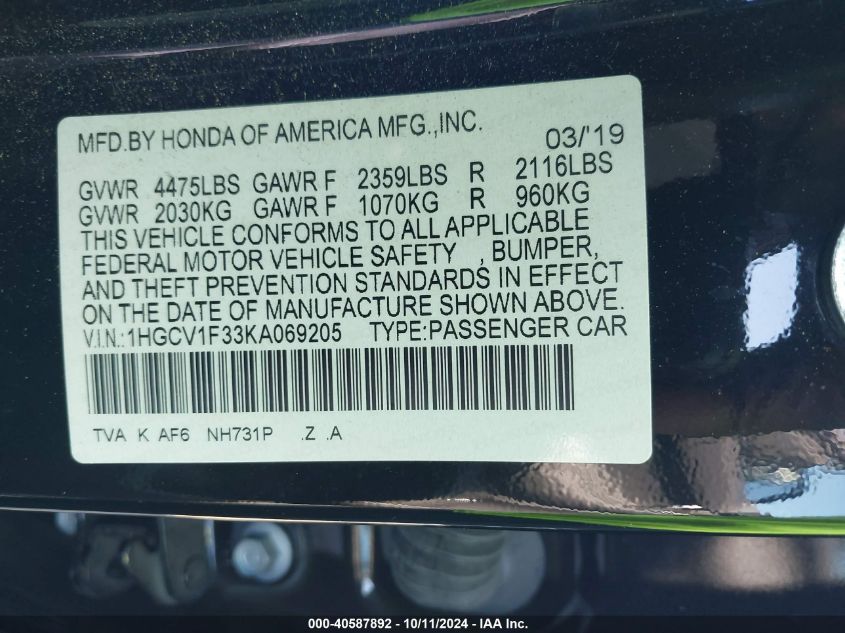 MFD.BY HONDA OF AMERICA MFG.,INC. 03/'19
GVWR 4475LBS GAWR F 2359LBS R 2116LBS
GVWR 2030KG GAWR F 1070KG R 960KG
THIS VEHICLE CONFORMS TO ALL APPLICABLE
FEDERAL MOTOR VEHICLE SAFETY , BUMPER,
AND THEFT PREVENTION STANDARDS IN EFFECT
ON THE DATE OF MANUFACTURE SHOWN ABOVE.
V.I.N.:1HGCV1F33KA069205 TYPE:PASSENGER CAR
TVA K AF6 NH731P .Z .A
000-40587892 - 10/11/2024 - IAA Inc.